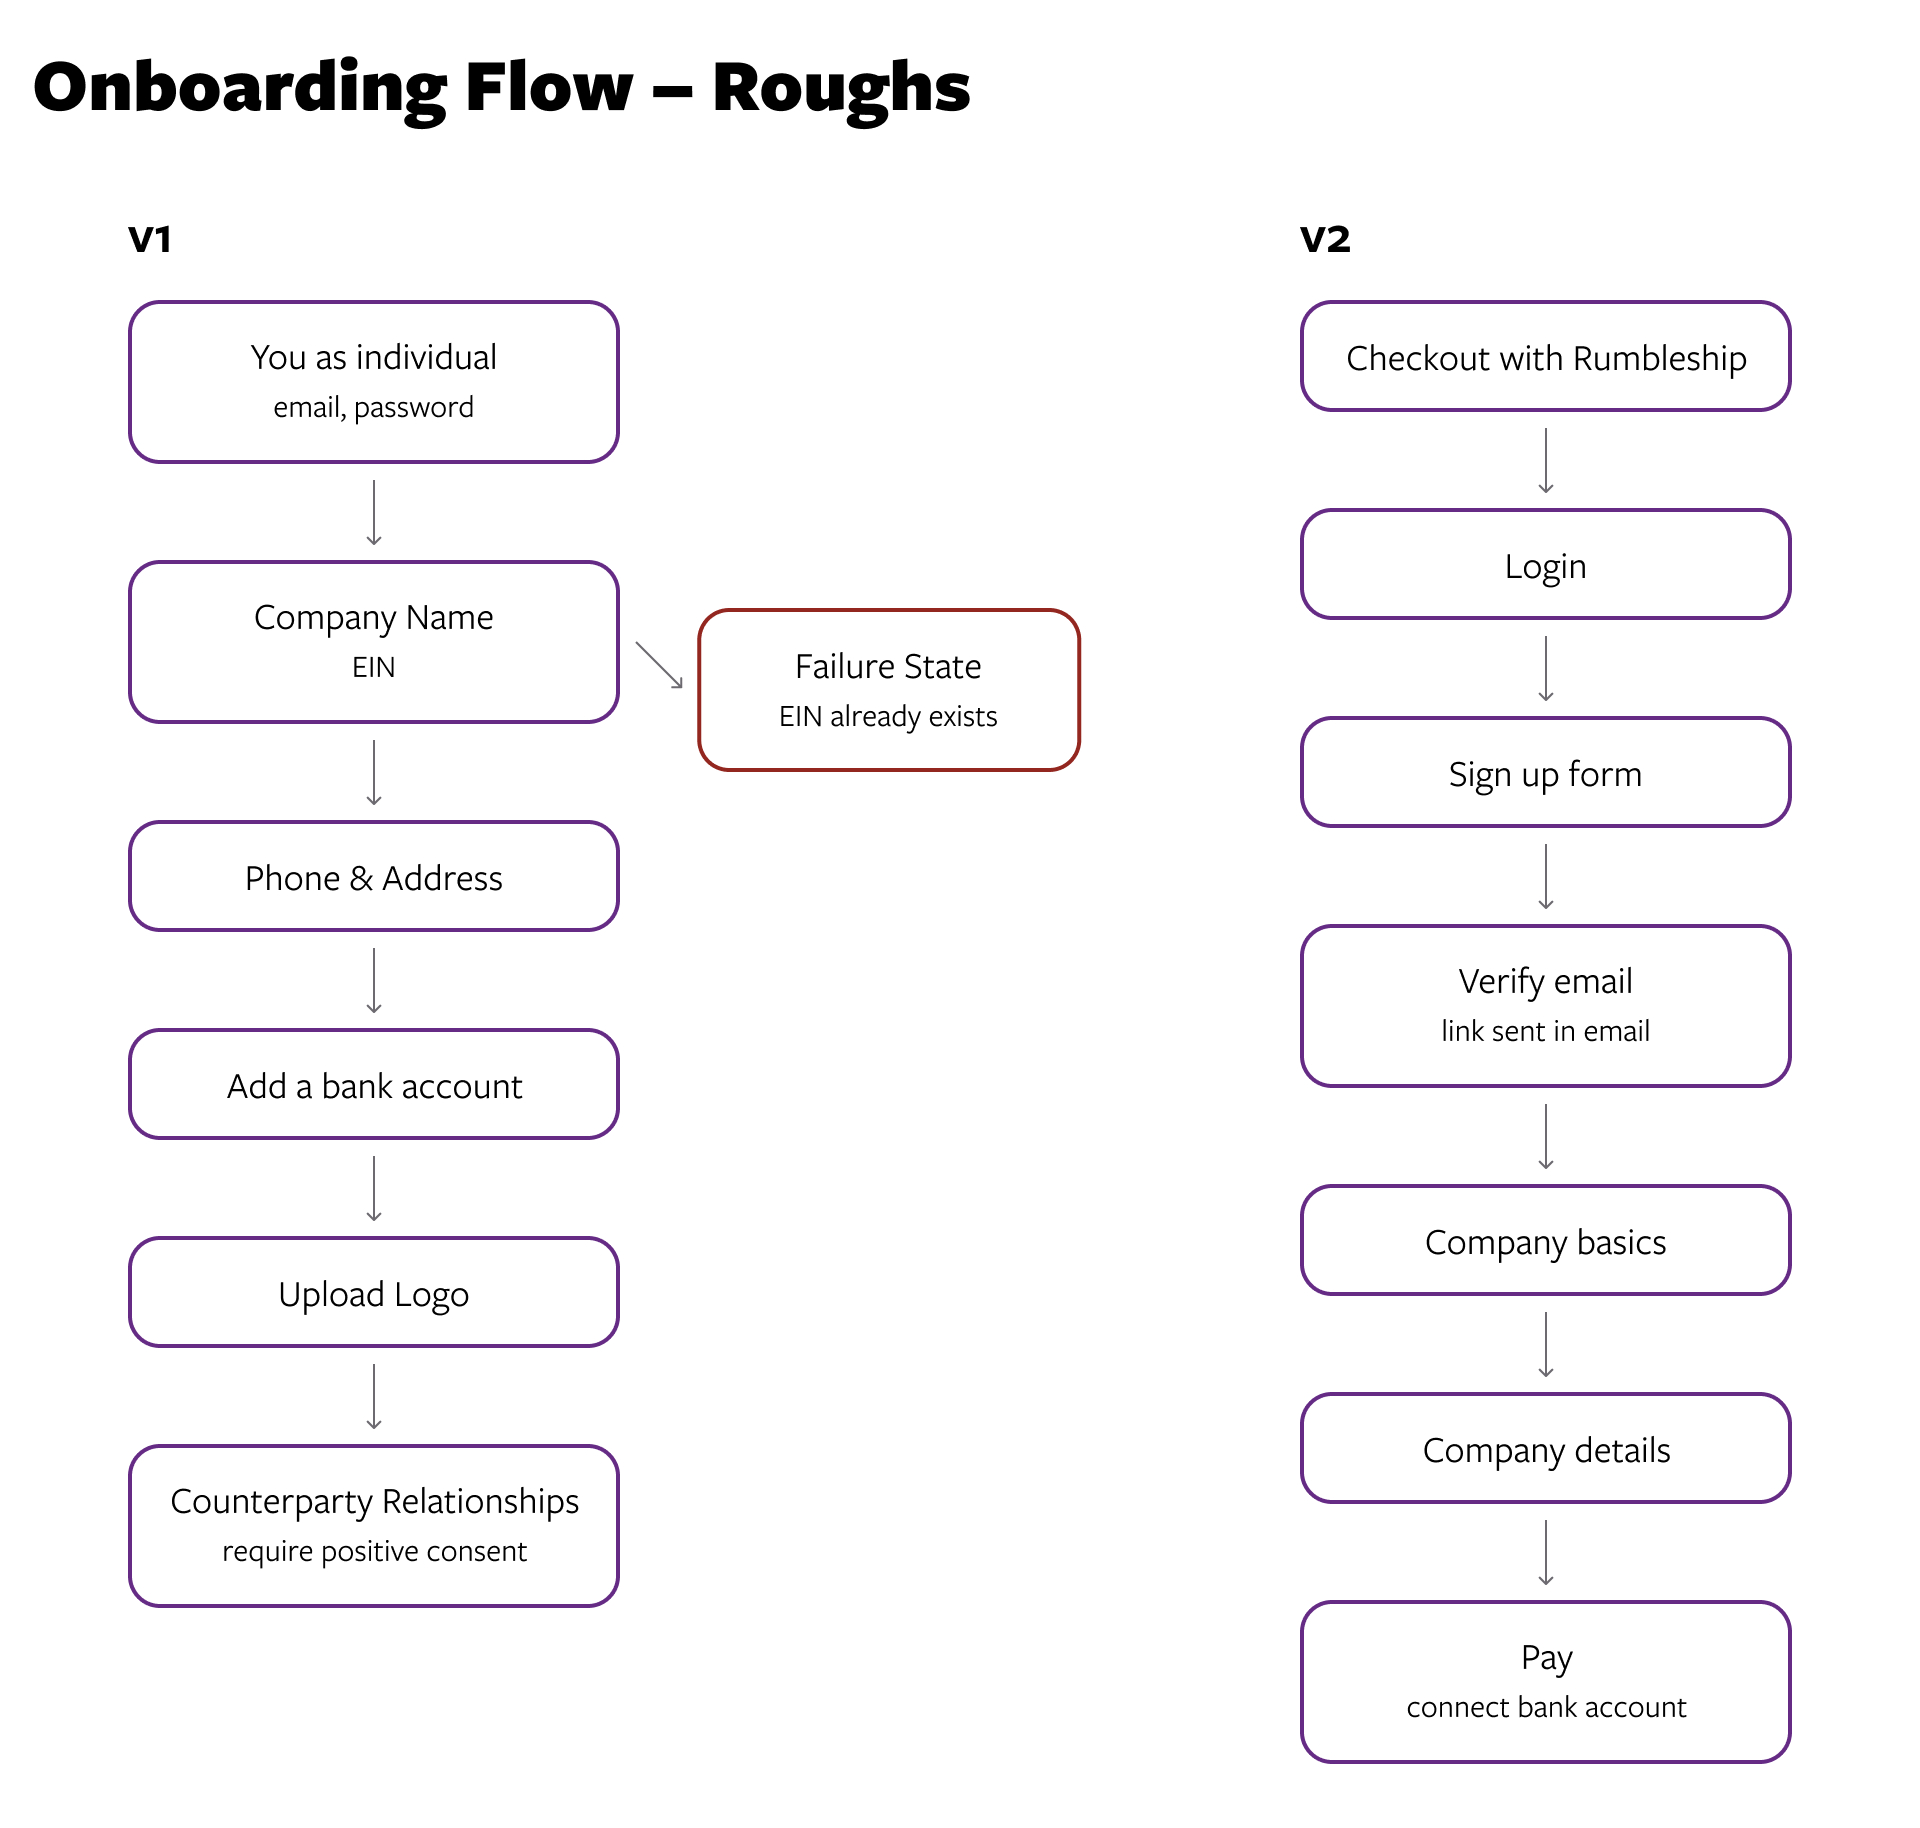 Onboarding Flow – Roughs
V1
You as individual
email, password
Company Name
EIN
Failure State
EIN already exists
Phone & Address
Add a bank account
Upload Logo
Counterparty Relationships
require positive consent
V2
Checkout with Rumbleship
Login
Sign up form
Verify email
link sent in email
Company basics
Company details
Pay
connect bank account